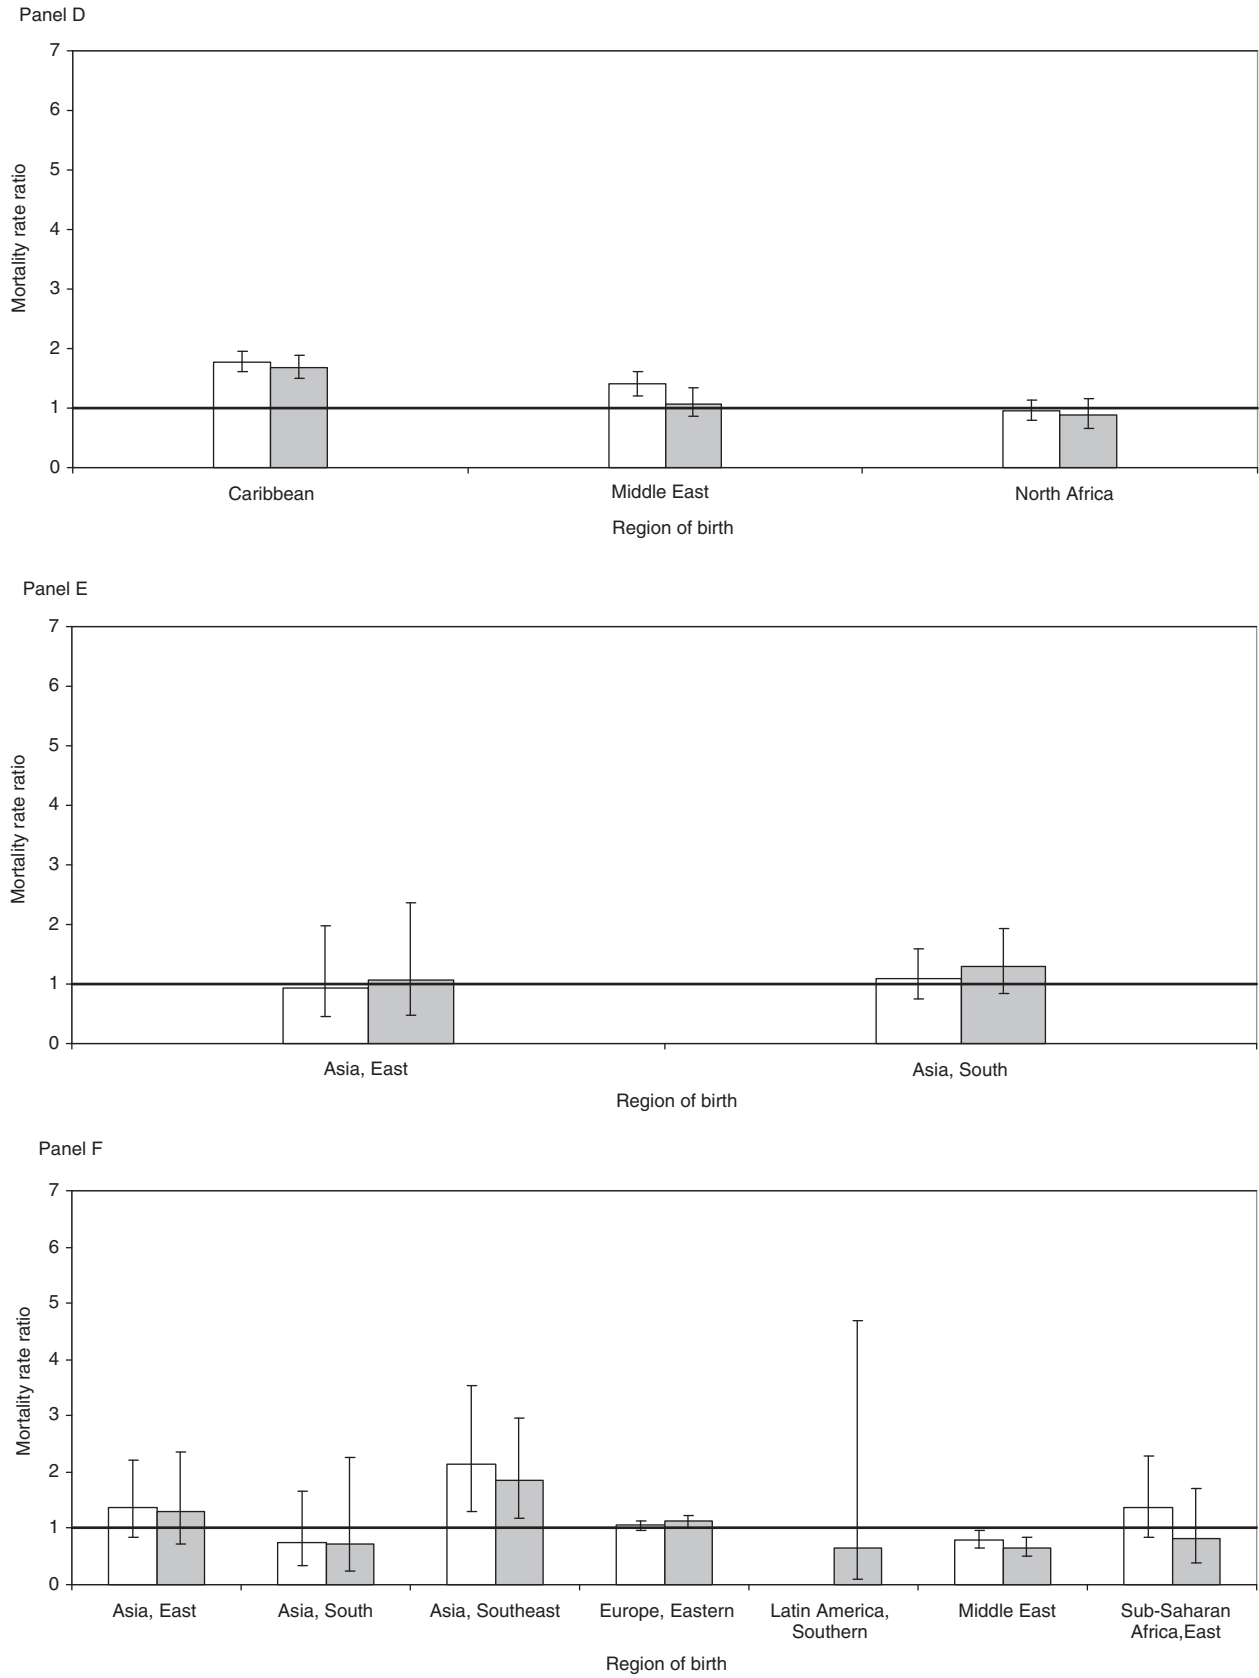 Panel D
7
6
5
4
3
2
1
0
Mortality rate ratio
Caribbean
Middle East
North Africa
Region of birth
Panel E
7
6
5
4
3
2
1
0
Mortality rate ratio
Asia, East
Asia, South
Region of birth
Panel F
7
6
5
4
3
2
1
0
Mortality rate ratio
Asia, East
Asia, South
Asia, Southeast
Europe, Eastern
Latin America,
Southern
Middle East
Sub-Saharan
Africa,East
Region of birth